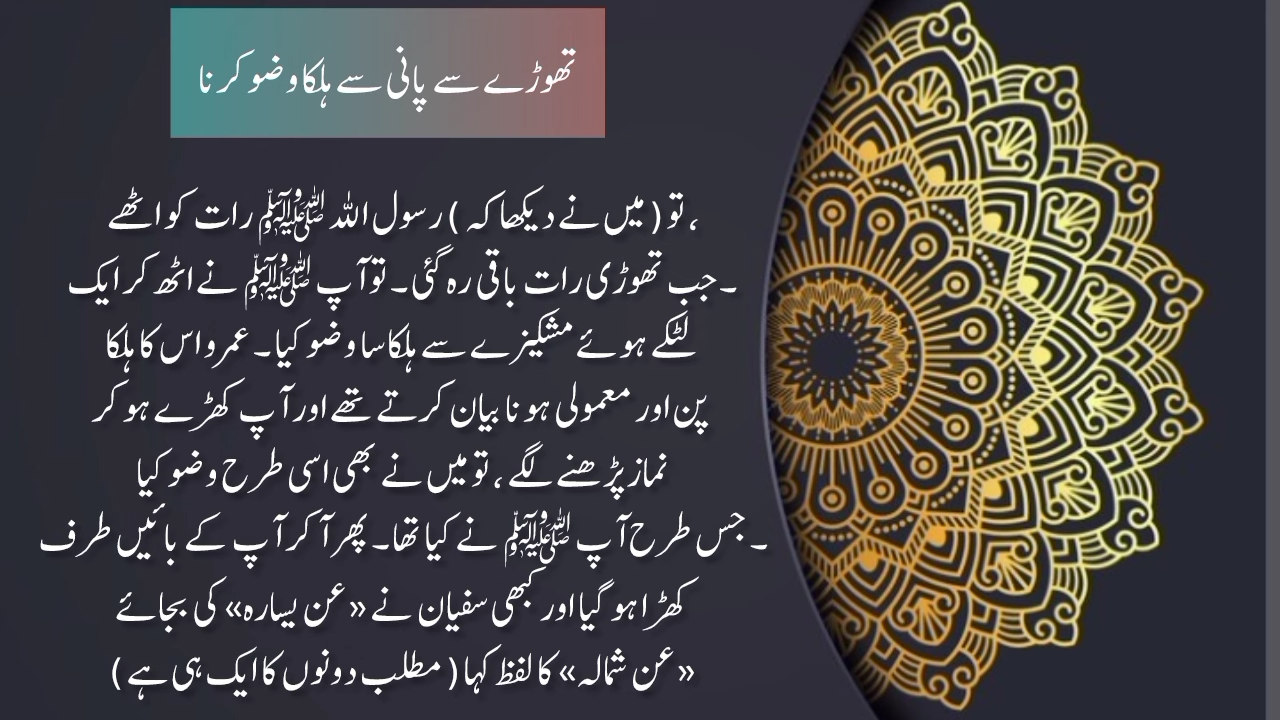 تھوڑے سے پانی سے ہلکا وضو کرنا
، تو ( میں نے دیکھا کہ ) رسول اللہ ﷺ رات کو اٹھے
۔جب تھوڑی رات باقی رہ گئی۔ تو آپ ﷺ نے اٹھ کر ایک
لٹکے ہوئے مشکیزے سے ہلکا سا وضو کیا۔ عمرو اس کا ہلکا
پن اور معمولی ہونا بیان کرتے تھے اور آپ کھڑے ہو کر
نماز پڑھنے لگے ، تو میں نے بھی اسی طرح وضو کیا
۔جس طرح آپ ﷺ نے کیا تھا۔ پھر آ کر آپ کے بائیں طرف
کھڑا ہو گیا اور کبھی سفیان نے «عن يساره» کی بجائے
«عن شماله» کا لفظ کہا ( مطلب دونوں کا ایک ہی ہے )